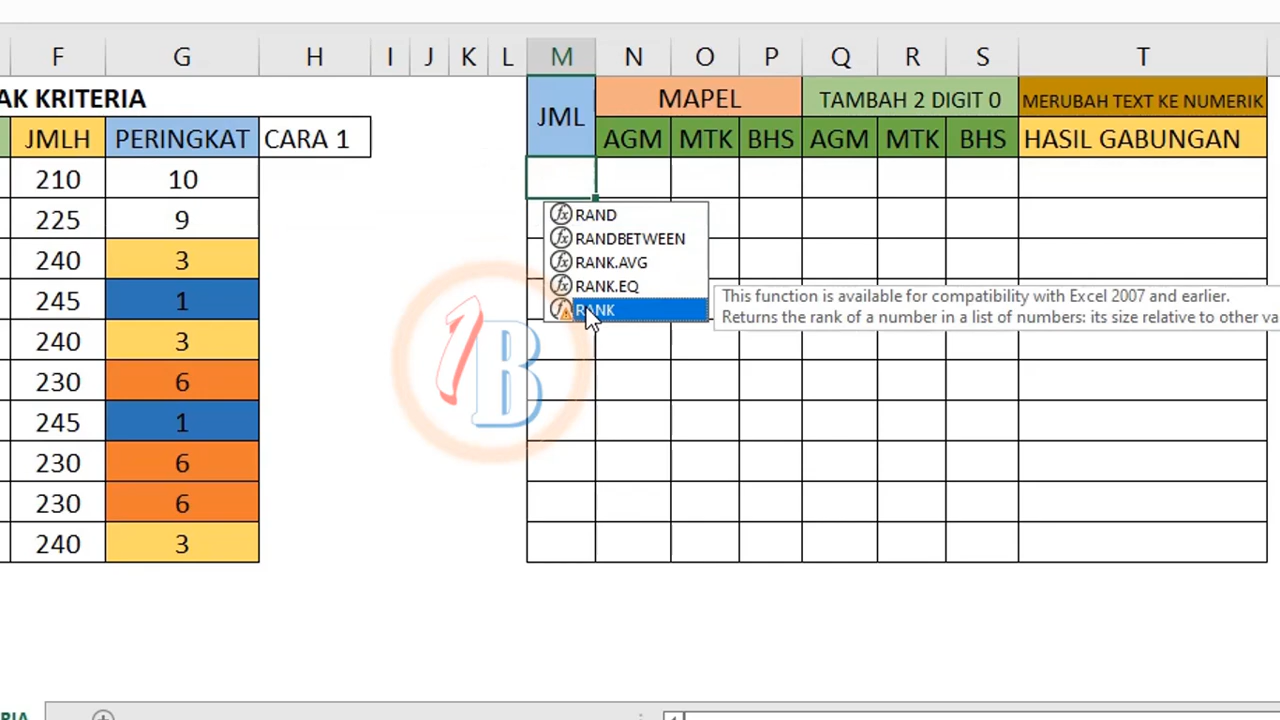 F G H I J K L M N O P Q R S T
AK KRITERIA
JML MAPEL TAMBAH 2 DIGIT 0 MERUBAH TEXT KE NUMERIK
JMLH PERINGKAT CARA 1 AGM MTK BHS AGM MTK BHS HASIL GABUNGAN
210 10
225 9
240 3
245 1
240 3
230 6
245 1
230 6
230 6
240 3
RAND
RANDBETWEEN
RANK.AVG
RANK.EQ
RANK
This function is available for compatibility with Excel 2007 and earlier.
Returns the rank of a number in a list of numbers: its size relative to other va
1B
RIA